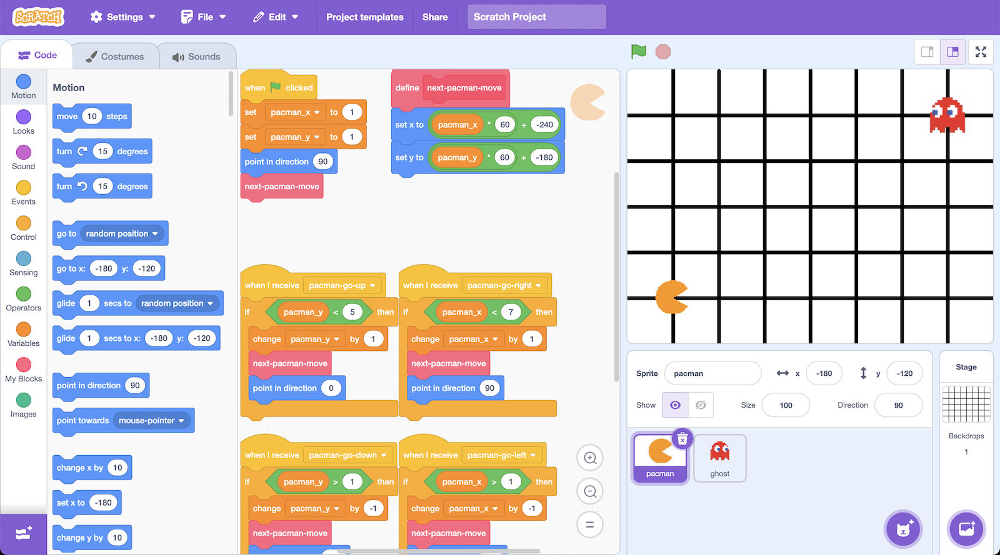 SCRATCH
Settings
File
Edit
Project templates
Share
Scratch Project
Code
Costumes
Sounds
Motion
Looks
Sound
Events
Control
Sensing
Operators
Variables
My Blocks
Images
Motion
move 10 steps
turn 15 degrees
turn 15 degrees
go to random position
go to x: -180 y: -120
glide 1 secs to random position
glide 1 secs to x: -180 y: -120
point in direction 90
point towards mouse-pointer
change x by 10
set x to -180
change y by 10
when clicked
set pacman_x to 1
set pacman_y to 1
point in direction 90
next-pacman-move
define next-pacman-move
set x to pacman_x * 60 + -240
set y to pacman_y * 60 + -180
when I receive pacman-go-up
if pacman_y < 5 then
change pacman_y by 1
next-pacman-move
point in direction 0
when I receive pacman-go-right
if pacman_x < 7 then
change pacman_x by 1
next-pacman-move
point in direction 90
when I receive pacman-go-down
if pacman_y > 1 then
change pacman_y by -1
next-pacman-move
when I receive pacman-go-left
if pacman_x > 1 then
change pacman_x by -1
next-pacman-move
Sprite pacman x -180 y -120
Show Size 100 Direction 90
pacman
ghost
Stage
Backdrops
1